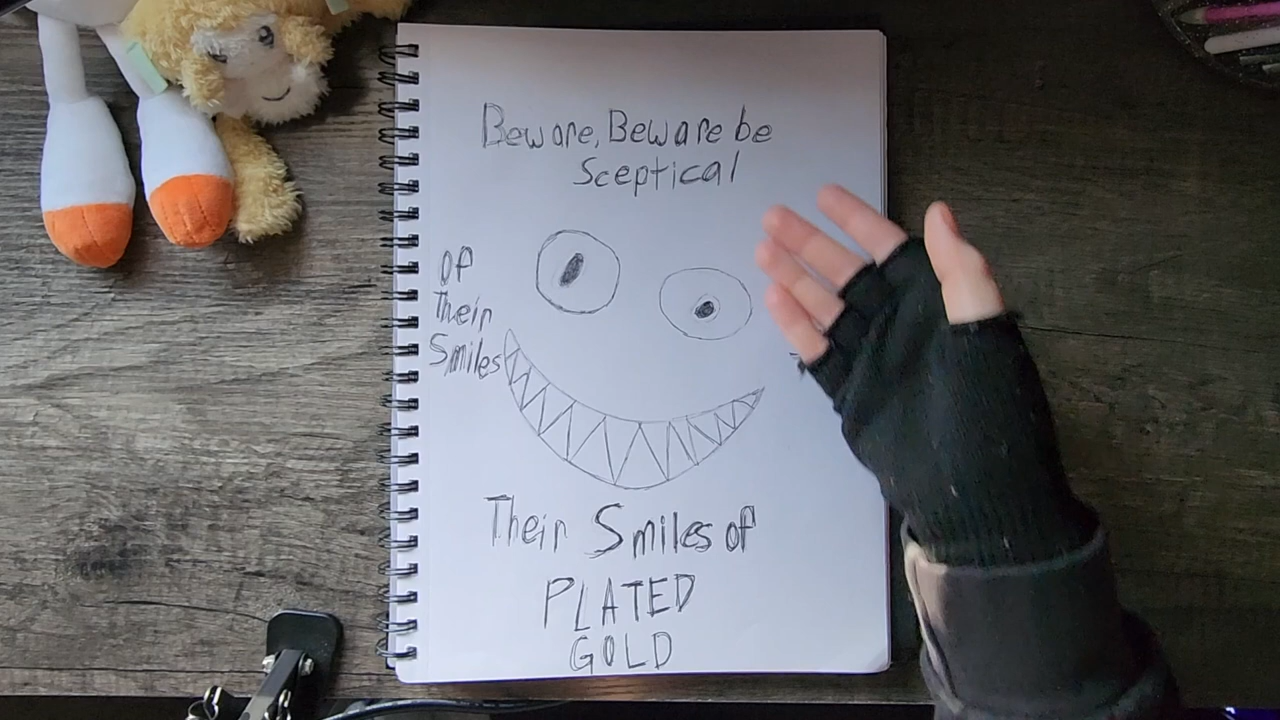 Beware, Beware be
Sceptical
Of
Their
Smiles
Their Smiles of
PLATED
GOLD